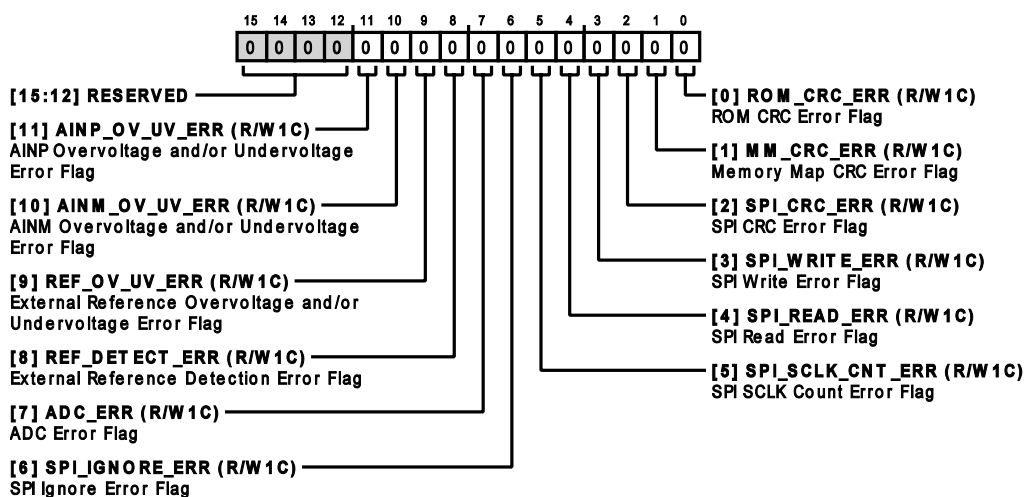 15 14 13 12 11 10 9 8 7 6 5 4 3 2 1 0
0 0 0 0 0 0 0 0 0 0 0 0 0 0 0 0
[15:12] RESERVED
[11] AINP_OV_UV_ERR (R/W1C)
AINP Overvoltage and/or Undervoltage
Error Flag
[10] AINM_OV_UV_ERR (R/W1C)
AINM Overvoltage and/or Undervoltage
Error Flag
[9] REF_OV_UV_ERR (R/W1C)
External Reference Overvoltage and/or
Undervoltage Error Flag
[8] REF_DETECT_ERR (R/W1C)
External Reference Detection Error Flag
[7] ADC_ERR (R/W1C)
ADC Error Flag
[6] SPI_IGNORE_ERR (R/W1C)
SPI Ignore Error Flag
[0] ROM_CRC_ERR (R/W1C)
ROM CRC Error Flag
[1] MM_CRC_ERR (R/W1C)
Memory Map CRC Error Flag
[2] SPI_CRC_ERR (R/W1C)
SPI CRC Error Flag
[3] SPI_WRITE_ERR (R/W1C)
SPI Write Error Flag
[4] SPI_READ_ERR (R/W1C)
SPI Read Error Flag
[5] SPI_SCLK_CNT_ERR (R/W1C)
SPI SCLK Count Error Flag